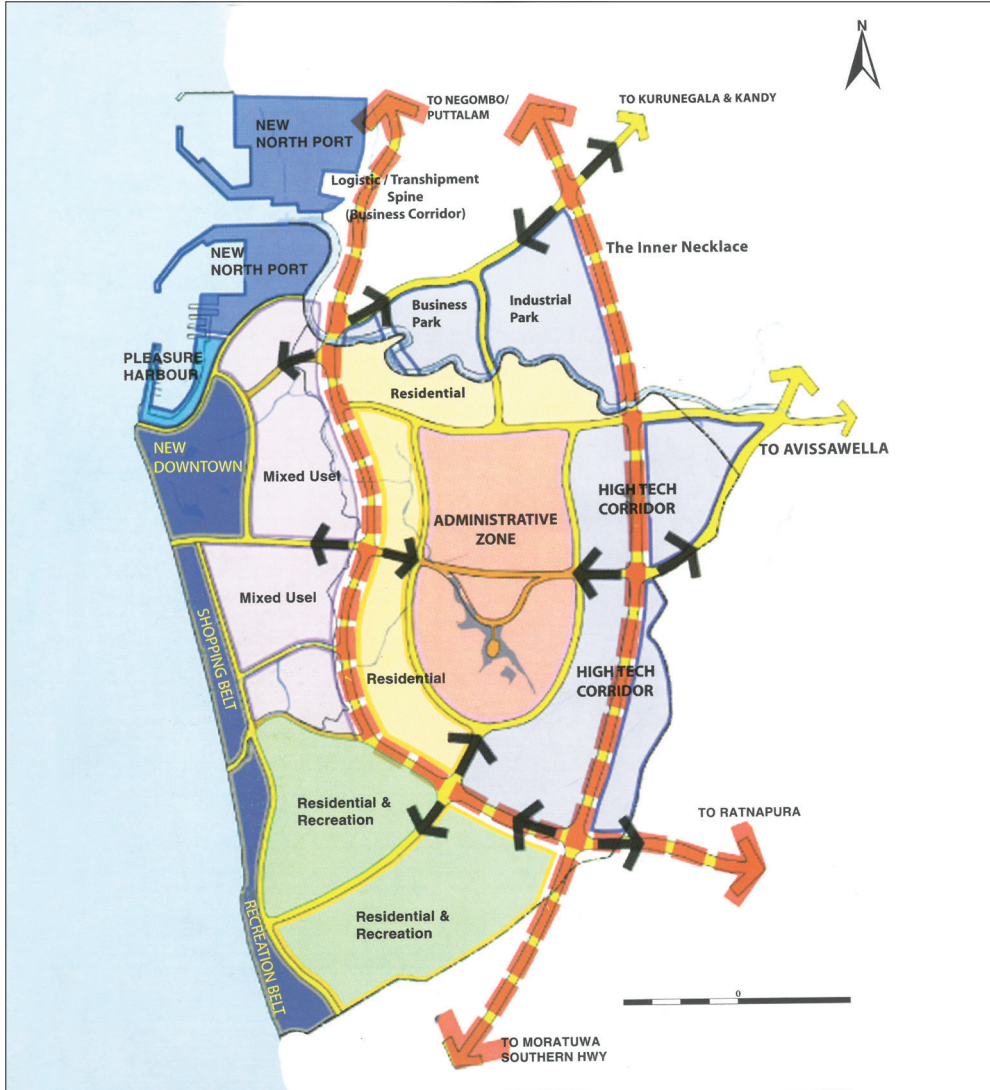 N
TO NEGOMBO/
PUTTALAM
TO KURUNEGALA & KANDY
NEW
NORTH PORT
Logistic / Transhipment
Spine
(Business Corridor)
The Inner Necklace
NEW
NORTH PORT
Business
Park
Industrial
Park
PLEASURE
HARBOUR
Residential
NEW
DOWNTOWN
TO AVISSAWELLA
Mixed Usel
HIGH TECH
CORRIDOR
ADMINISTRATIVE
ZONE
Mixed Usel
SHOPPING BELT
Residential
HIGH TECH
CORRIDOR
Residential &
Recreation
TO RATNAPURA
Residential &
Recreation
RECREATION BELT
0
TO MORATUWA
SOUTHERN HWY